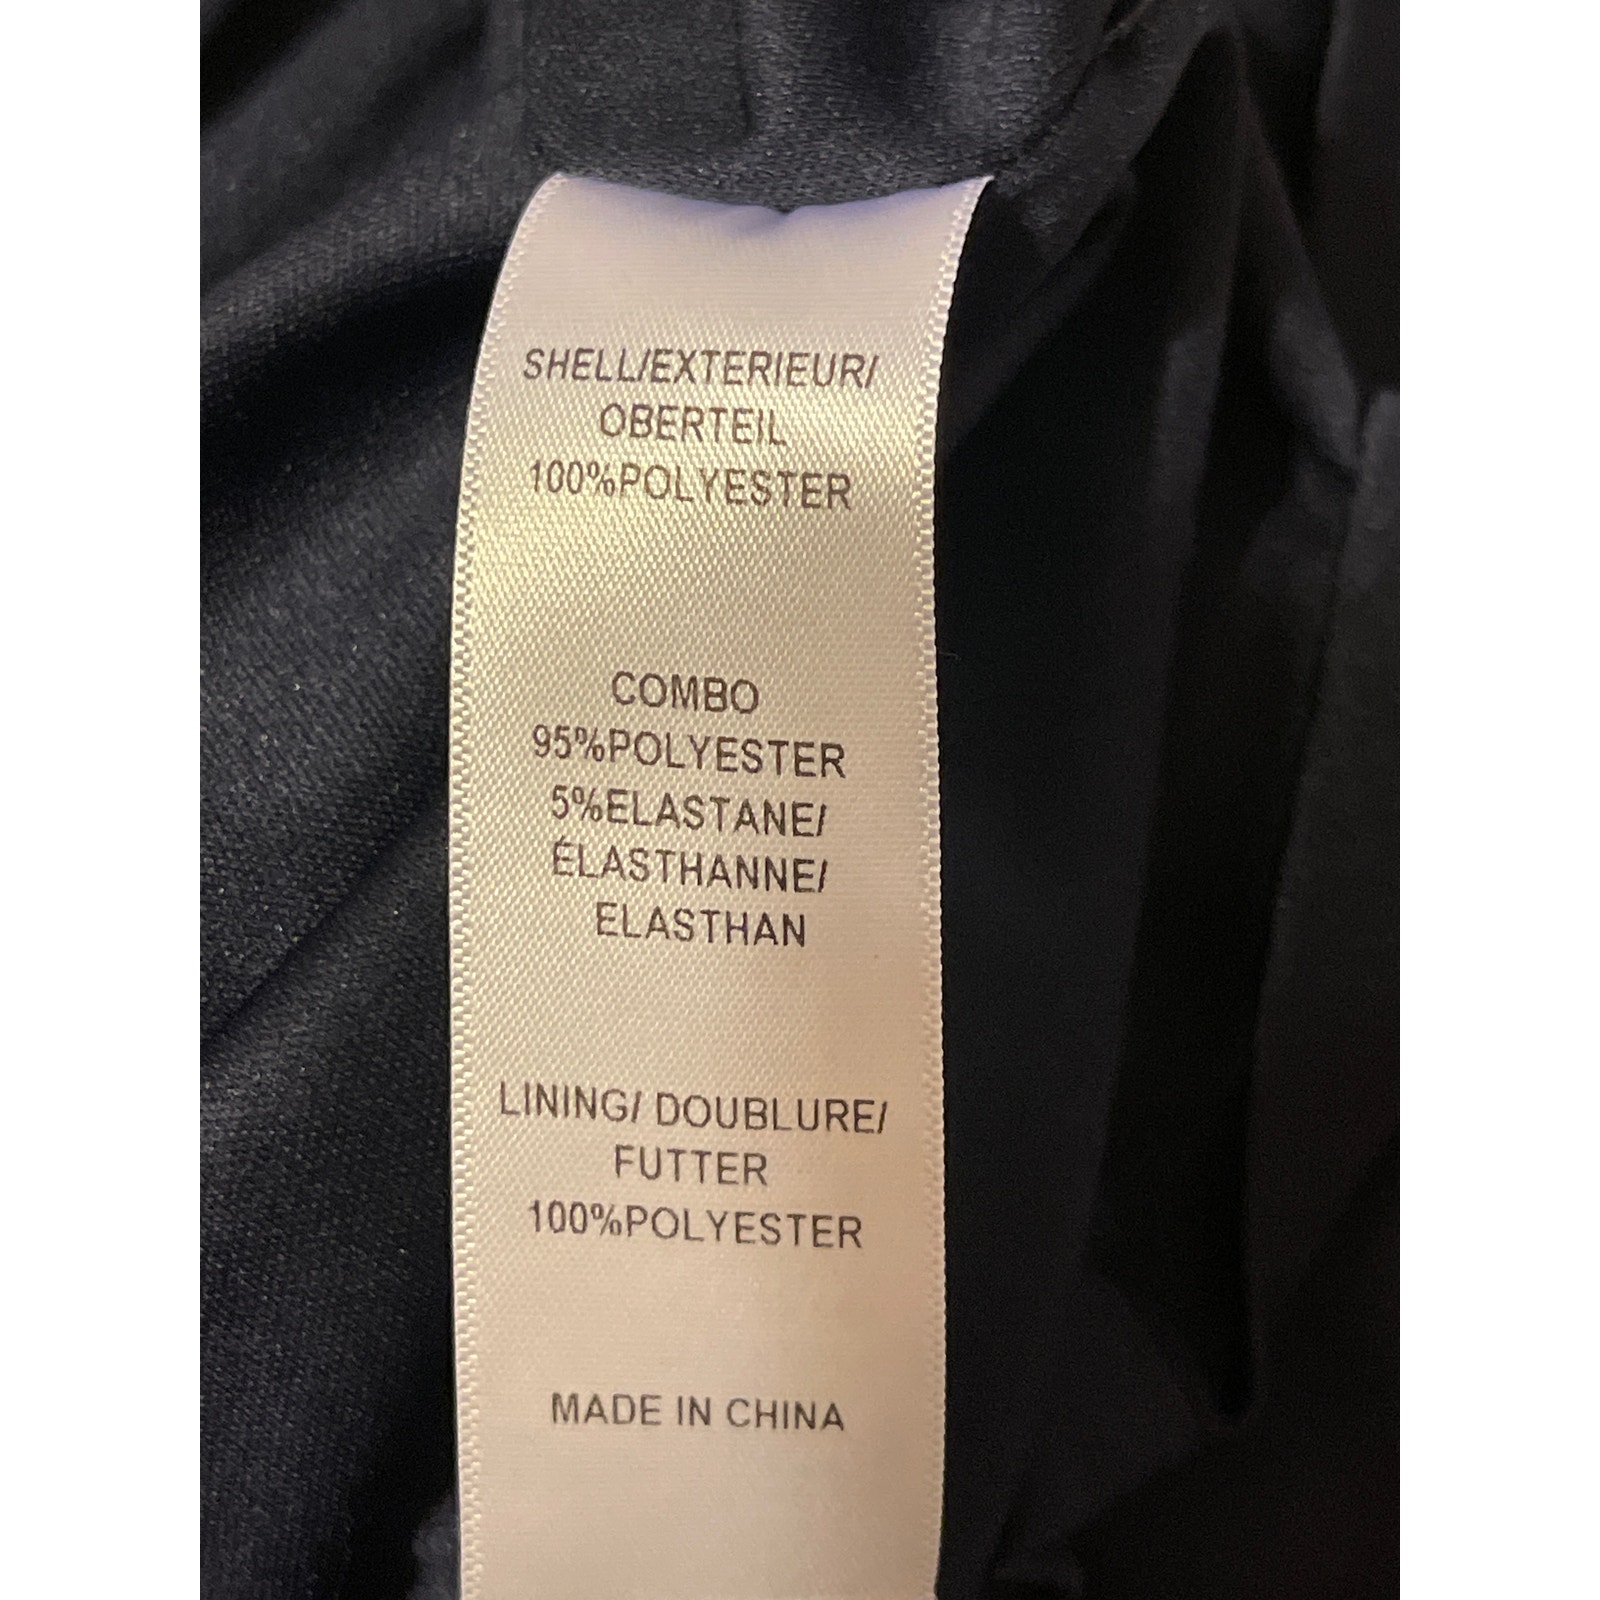 SHELL/EXTERIEUR/
OBERTEIL
100%POLYESTER
COMBO
95%POLYESTER
5%ELASTANE/
ÉLASTHANNE/
ELASTHAN
LINING/ DOUBLURE/
FUTTER
100%POLYESTER
MADE IN CHINA